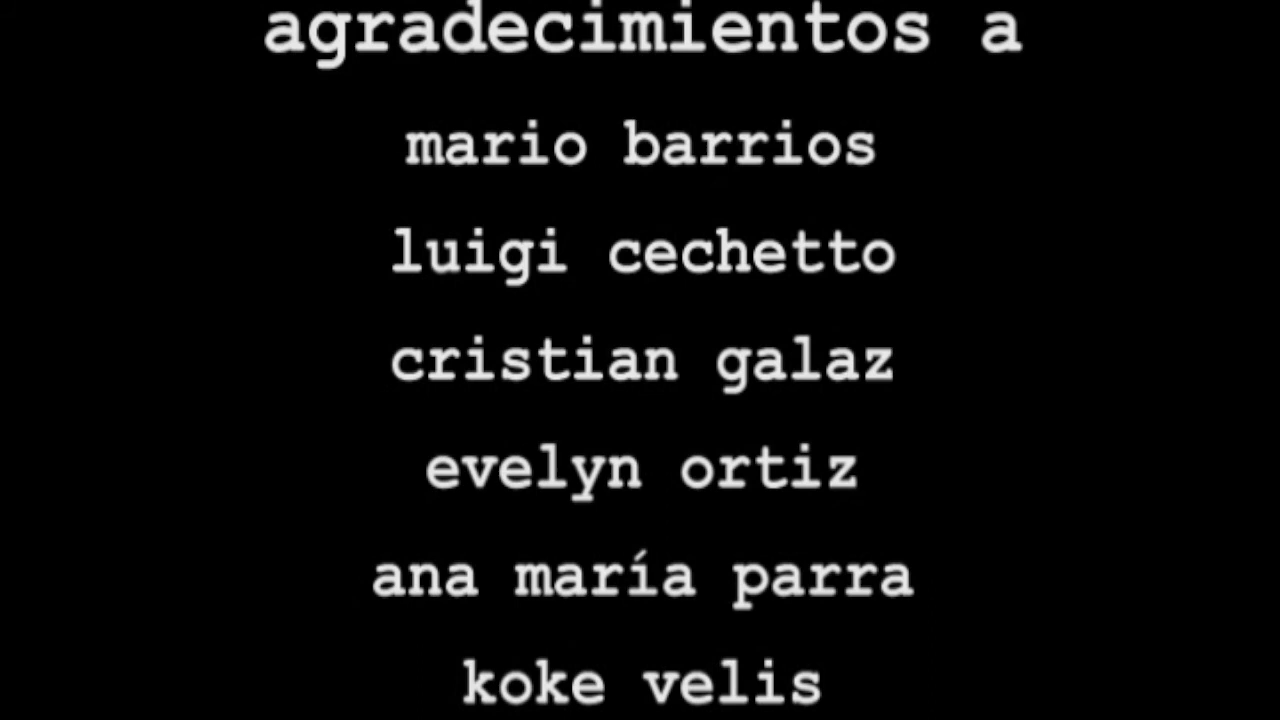 agradecimientos a
mario barrios
luigi cechetto
cristian galaz
evelyn ortiz
ana maría parra
koke velis